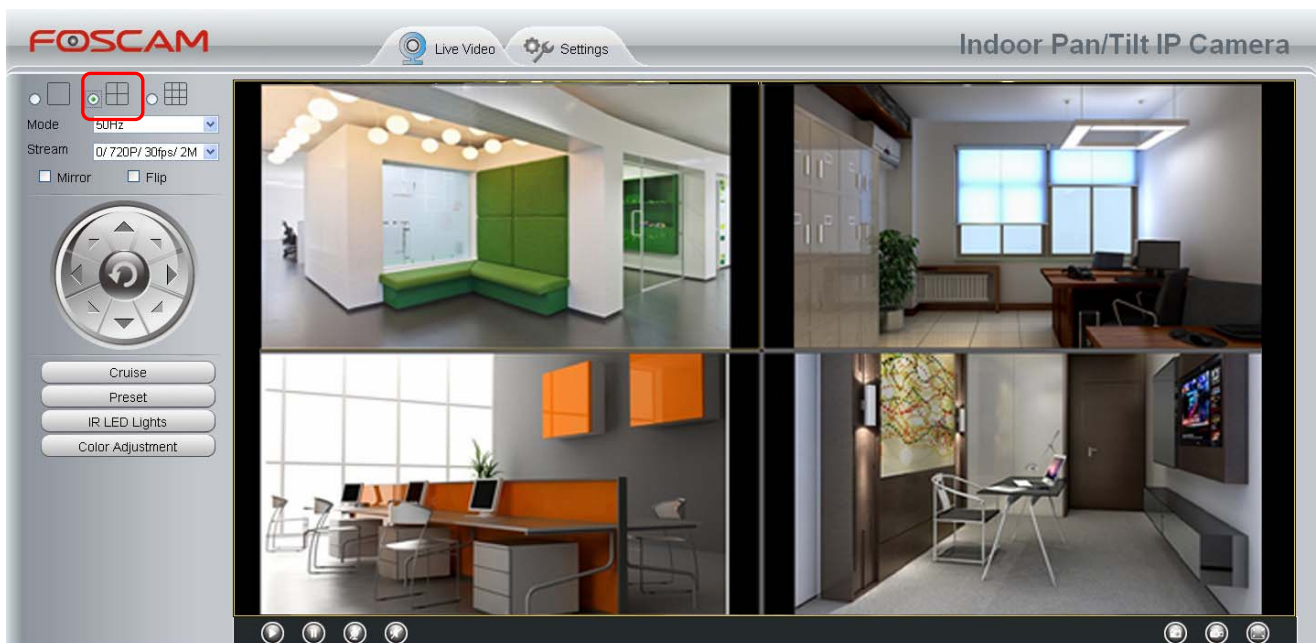 FOSCAM
Live Video
Settings
Indoor Pan/Tilt IP Camera
Mode
50Hz
Stream
0/ 720P/ 30fps/ 2M
Mirror
Flip
Cruise
Preset
IR LED Lights
Color Adjustment